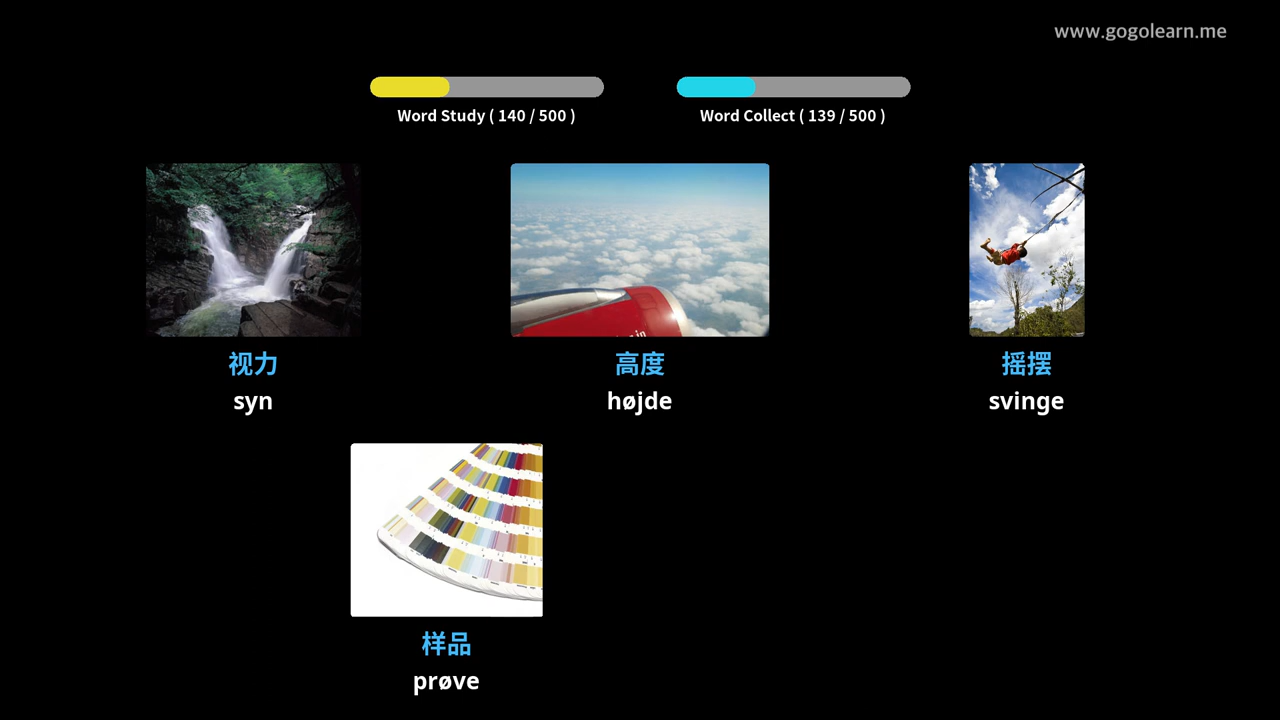 www.gogolearn.me
Word Study ( 140 / 500 )
Word Collect ( 139 / 500 )
视力
syn
高度
højde
摇摆
svinge
样品
prøve